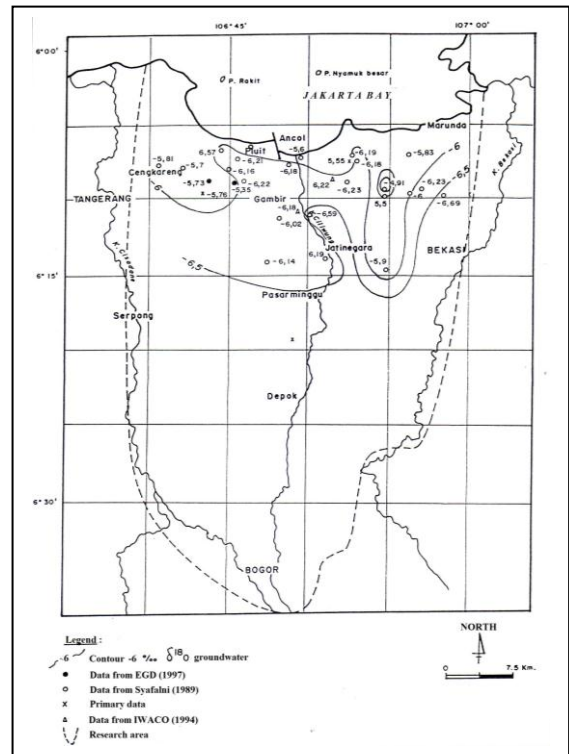 106° 45'
107° 00'
6° 00'
P. Rakit
P. Nyamuk besar
JAKARTA BAY
Ancol
Marunda
Pluit
-5,6
6,57
-6,21
-6,19
-6
-5,83
-5,81
-5,7
-6,16
-6,18
5,55
-6,18
-6,5
K. Bekasi
Cengkareng
-5,73
-6,22
6,22
-6,23
-6,91
-6,23
-5,35
-6
-6,69
TANGERANG
6
-5,76
Gambir
-6,18
-6,59
5,5
-6,02
K. Ciliwung
K. Cisadane
Jatinegara
BEKASI
-6,5
-6,14
6,19
-5,9
6° 15'
Pasarminggu
Serpong
Depok
6° 30'
BOGOR
Legend :
-6 Contour -6 ‰ δ 18 O groundwater
Data from EGD (1997)
Data from Syafalni (1989)
x Primary data
Data from IWACO (1994)
Research area
NORTH
0 7.5 Km.